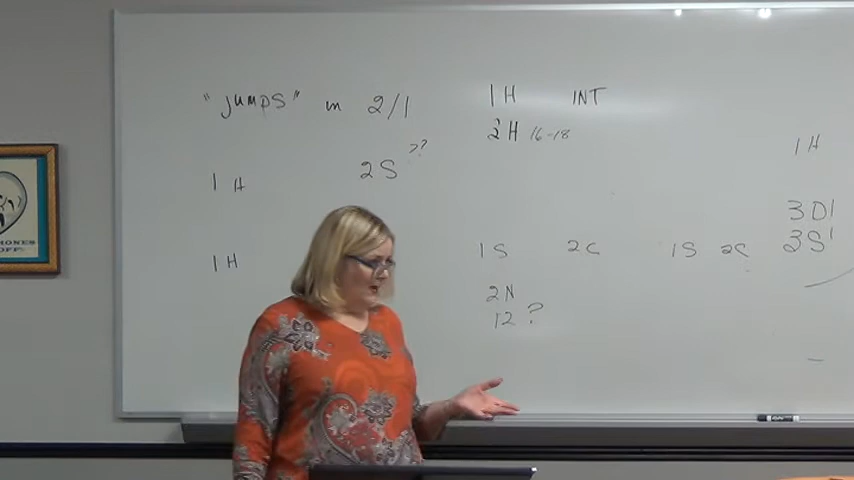 "jumps" in 2/1
1H 2S ??
1H
1H 1NT
2H 16-18
1S 2C
2N
12 ?
1S 2C
1H
3D!
3S!